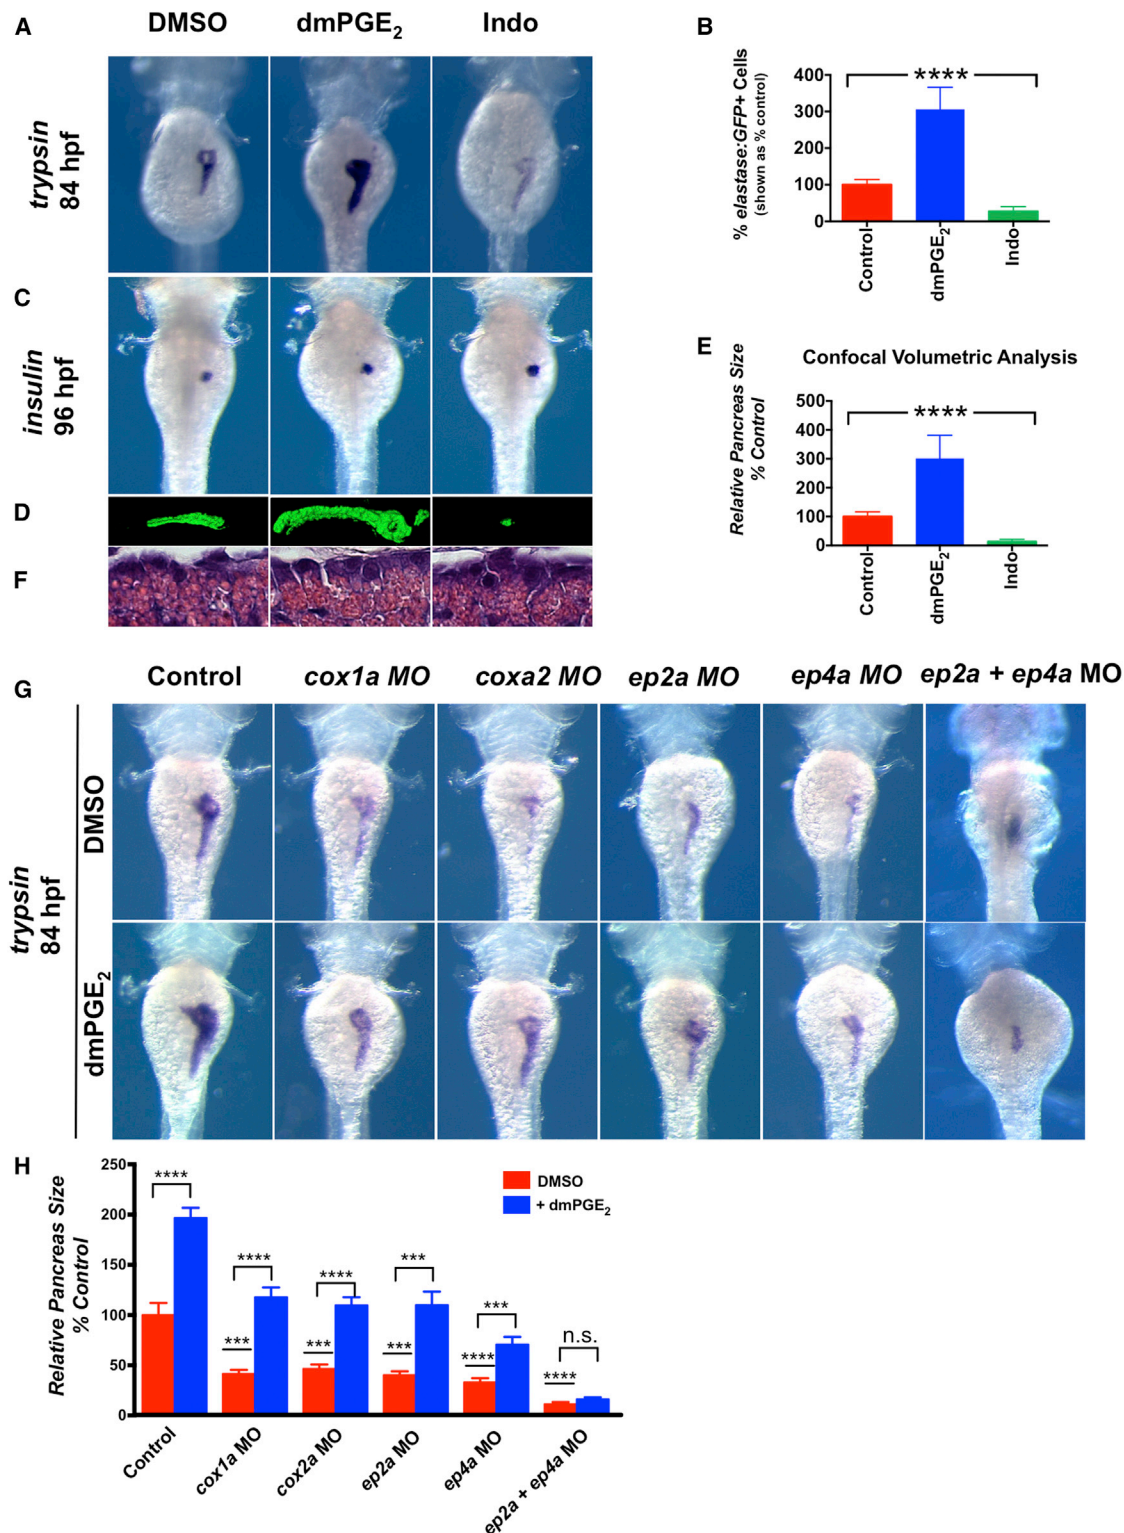 A
DMSO
dmPGE2
Indo
trypsin
84 hpf
B
% elastase:GFP+ Cells
(shown as % control)
400
300
200
100
0
****
Control
dmPGE2
Indo
C
insulin
96 hpf
D
F
E
Confocal Volumetric Analysis
Relative Pancreas Size
% Control
500
400
300
200
100
0
****
Control
dmPGE2
Indo
G
Control
cox1a MO
coxa2 MO
ep2a MO
ep4a MO
ep2a + ep4a MO
trypsin
84 hpf
DMSO
dmPGE2
H
Relative Pancreas Size
% Control
250
200
150
100
50
0
DMSO
+ dmPGE2
****
****
***
****
***
***
***
***
****
n.s.
****
Control
cox1a MO
cox2a MO
ep2a MO
ep4a MO
ep2a + ep4a MO